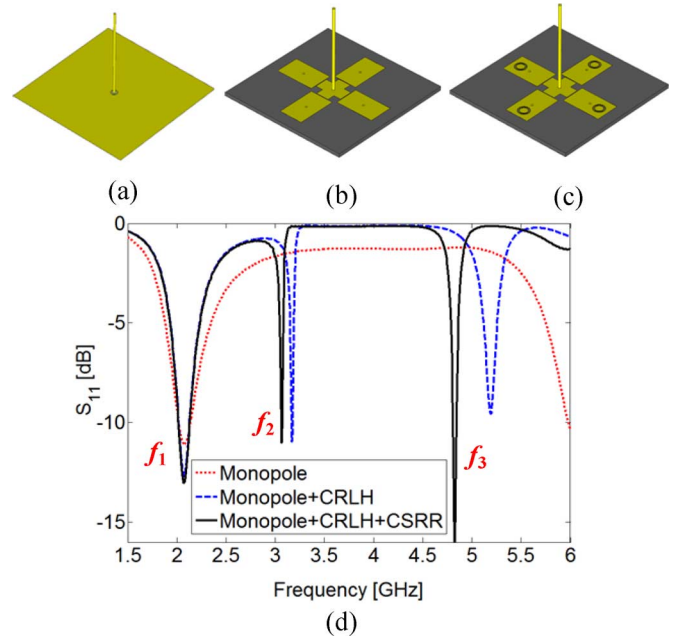 (a)
(b)
(c)
0
-5
-10
-15
S11 [dB]
f1
f2
f3
Monopole
Monopole+CRLH
Monopole+CRLH+CSRR
1.5 2 2.5 3 3.5 4 4.5 5 5.5 6
Frequency [GHz]
(d)